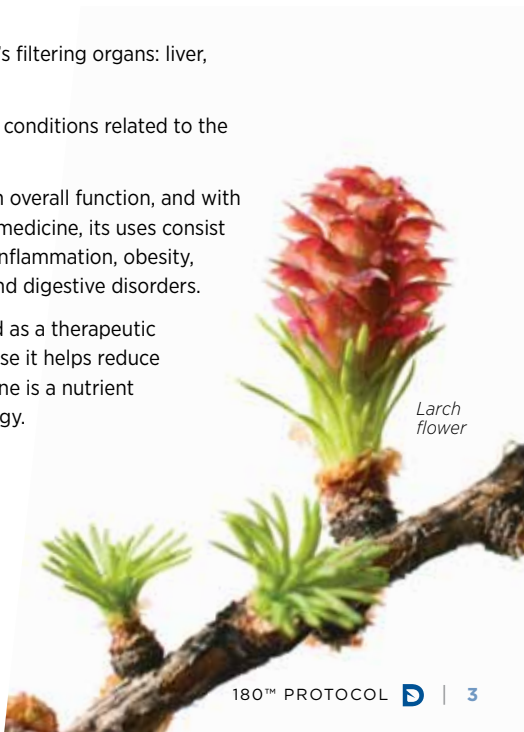 's filtering organs: liver,
conditions related to the
overall function, and with
medicine, its uses consist
nflammation, obesity,
nd digestive disorders.
as a therapeutic
se it helps reduce
ne is a nutrient
gy.
Larch
flower
180™ PROTOCOL D | 3